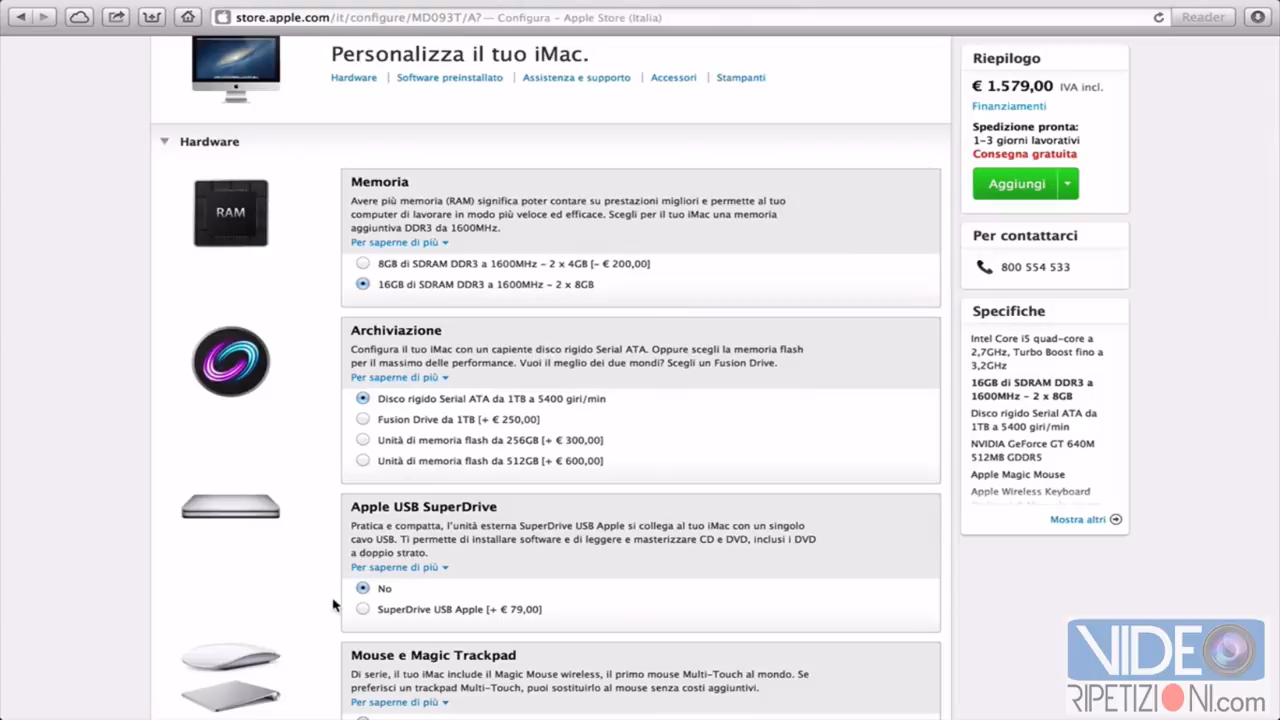 store.apple.com/it/configure/MD093T/A?— Configura – Apple Store (Italia)
Reader
Personalizza il tuo iMac.
Hardware | Software preinstallato | Assistenza e supporto | Accessori | Stampanti
Hardware
RAM
Memoria
Avere più memoria (RAM) significa poter contare su prestazioni migliori e permette al tuo
computer di lavorare in modo più veloce ed efficace. Scegli per il tuo iMac una memoria
aggiuntiva DDR3 da 1600MHz.
Per saperne di più
8GB di SDRAM DDR3 a 1600MHz – 2 x 4GB [- € 200,00]
16GB di SDRAM DDR3 a 1600MHz – 2 x 8GB
Archiviazione
Configura il tuo iMac con un capiente disco rigido Serial ATA. Oppure scegli la memoria flash
per il massimo delle performance. Vuoi il meglio dei due mondi? Scegli un Fusion Drive.
Per saperne di più
Disco rigido Serial ATA da 1TB a 5400 giri/min
Fusion Drive da 1TB [+ € 250,00]
Unità di memoria flash da 256GB [+ € 300,00]
Unità di memoria flash da 512GB [+ € 600,00]
Apple USB SuperDrive
Pratica e compatta, l'unità esterna SuperDrive USB Apple si collega al tuo iMac con un singolo
cavo USB. Ti permette di installare software e di leggere e masterizzare CD e DVD, inclusi i DVD
a doppio strato.
Per saperne di più
No
SuperDrive USB Apple [+ € 79,00]
Mouse e Magic Trackpad
Di serie, il tuo iMac include il Magic Mouse wireless, il primo mouse Multi-Touch al mondo. Se
preferisci un trackpad Multi-Touch, puoi sostituirlo al mouse senza costi aggiuntivi.
Per saperne di più
Riepilogo
€ 1.579,00 IVA incl.
Finanziamenti
Spedizione pronta:
1-3 giorni lavorativi
Consegna gratuita
Aggiungi
Per contattarci
800 554 533
Specifiche
Intel Core i5 quad-core a
2,7GHz, Turbo Boost fino a
3,2GHz
16GB di SDRAM DDR3 a
1600MHz – 2 x 8GB
Disco rigido Serial ATA da
1TB a 5400 giri/min
NVIDIA GeForce GT 640M
512MB GDDR5
Apple Magic Mouse
Apple Wireless Keyboard
Mostra altri
VIDEO
RIPETIZIONI.com